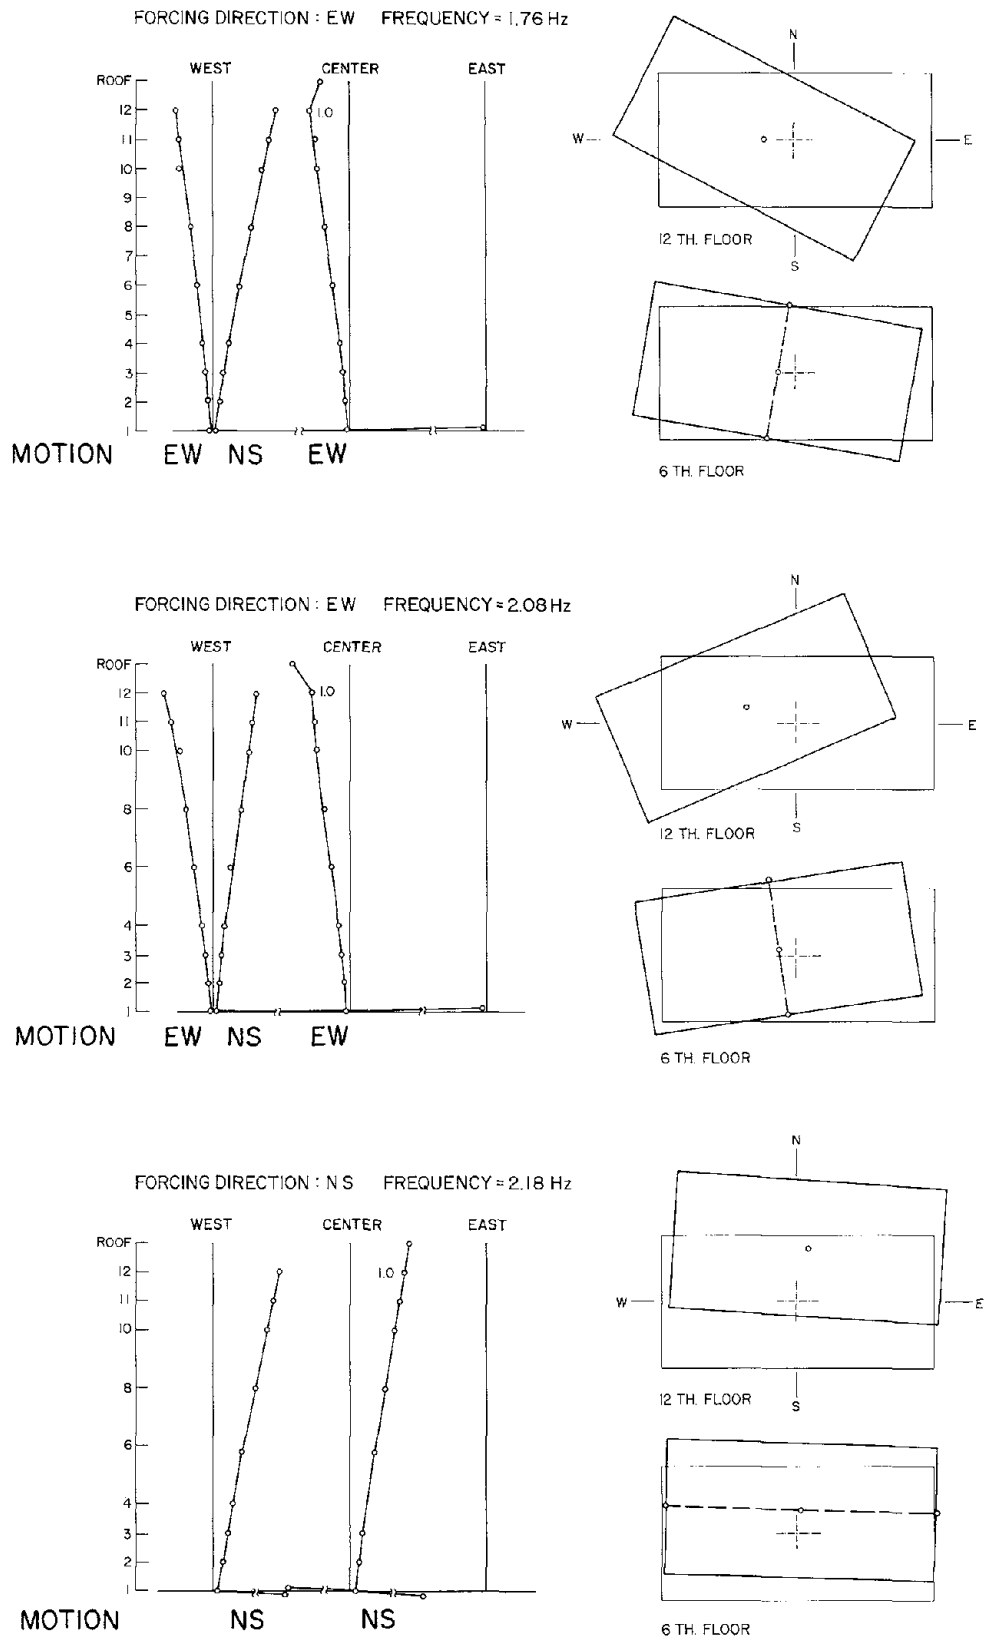 FORCING DIRECTION : EW FREQUENCY = 1.76 Hz
WEST CENTER EAST
ROOF
12
11
10
9
8
7
6
5
4
3
2
1
1.0
MOTION EW NS EW
N
W
E
12 TH. FLOOR
S
6 TH. FLOOR
FORCING DIRECTION : EW FREQUENCY = 2.08 Hz
WEST CENTER EAST
ROOF
12
11
10
8
6
4
3
2
1
1.0
MOTION EW NS EW
N
W
E
12 TH. FLOOR
S
6 TH. FLOOR
FORCING DIRECTION : NS FREQUENCY = 2.18 Hz
WEST CENTER EAST
ROOF
12
11
10
8
6
4
3
2
1
1.0
MOTION NS NS
N
W
E
12 TH. FLOOR
S
6 TH. FLOOR